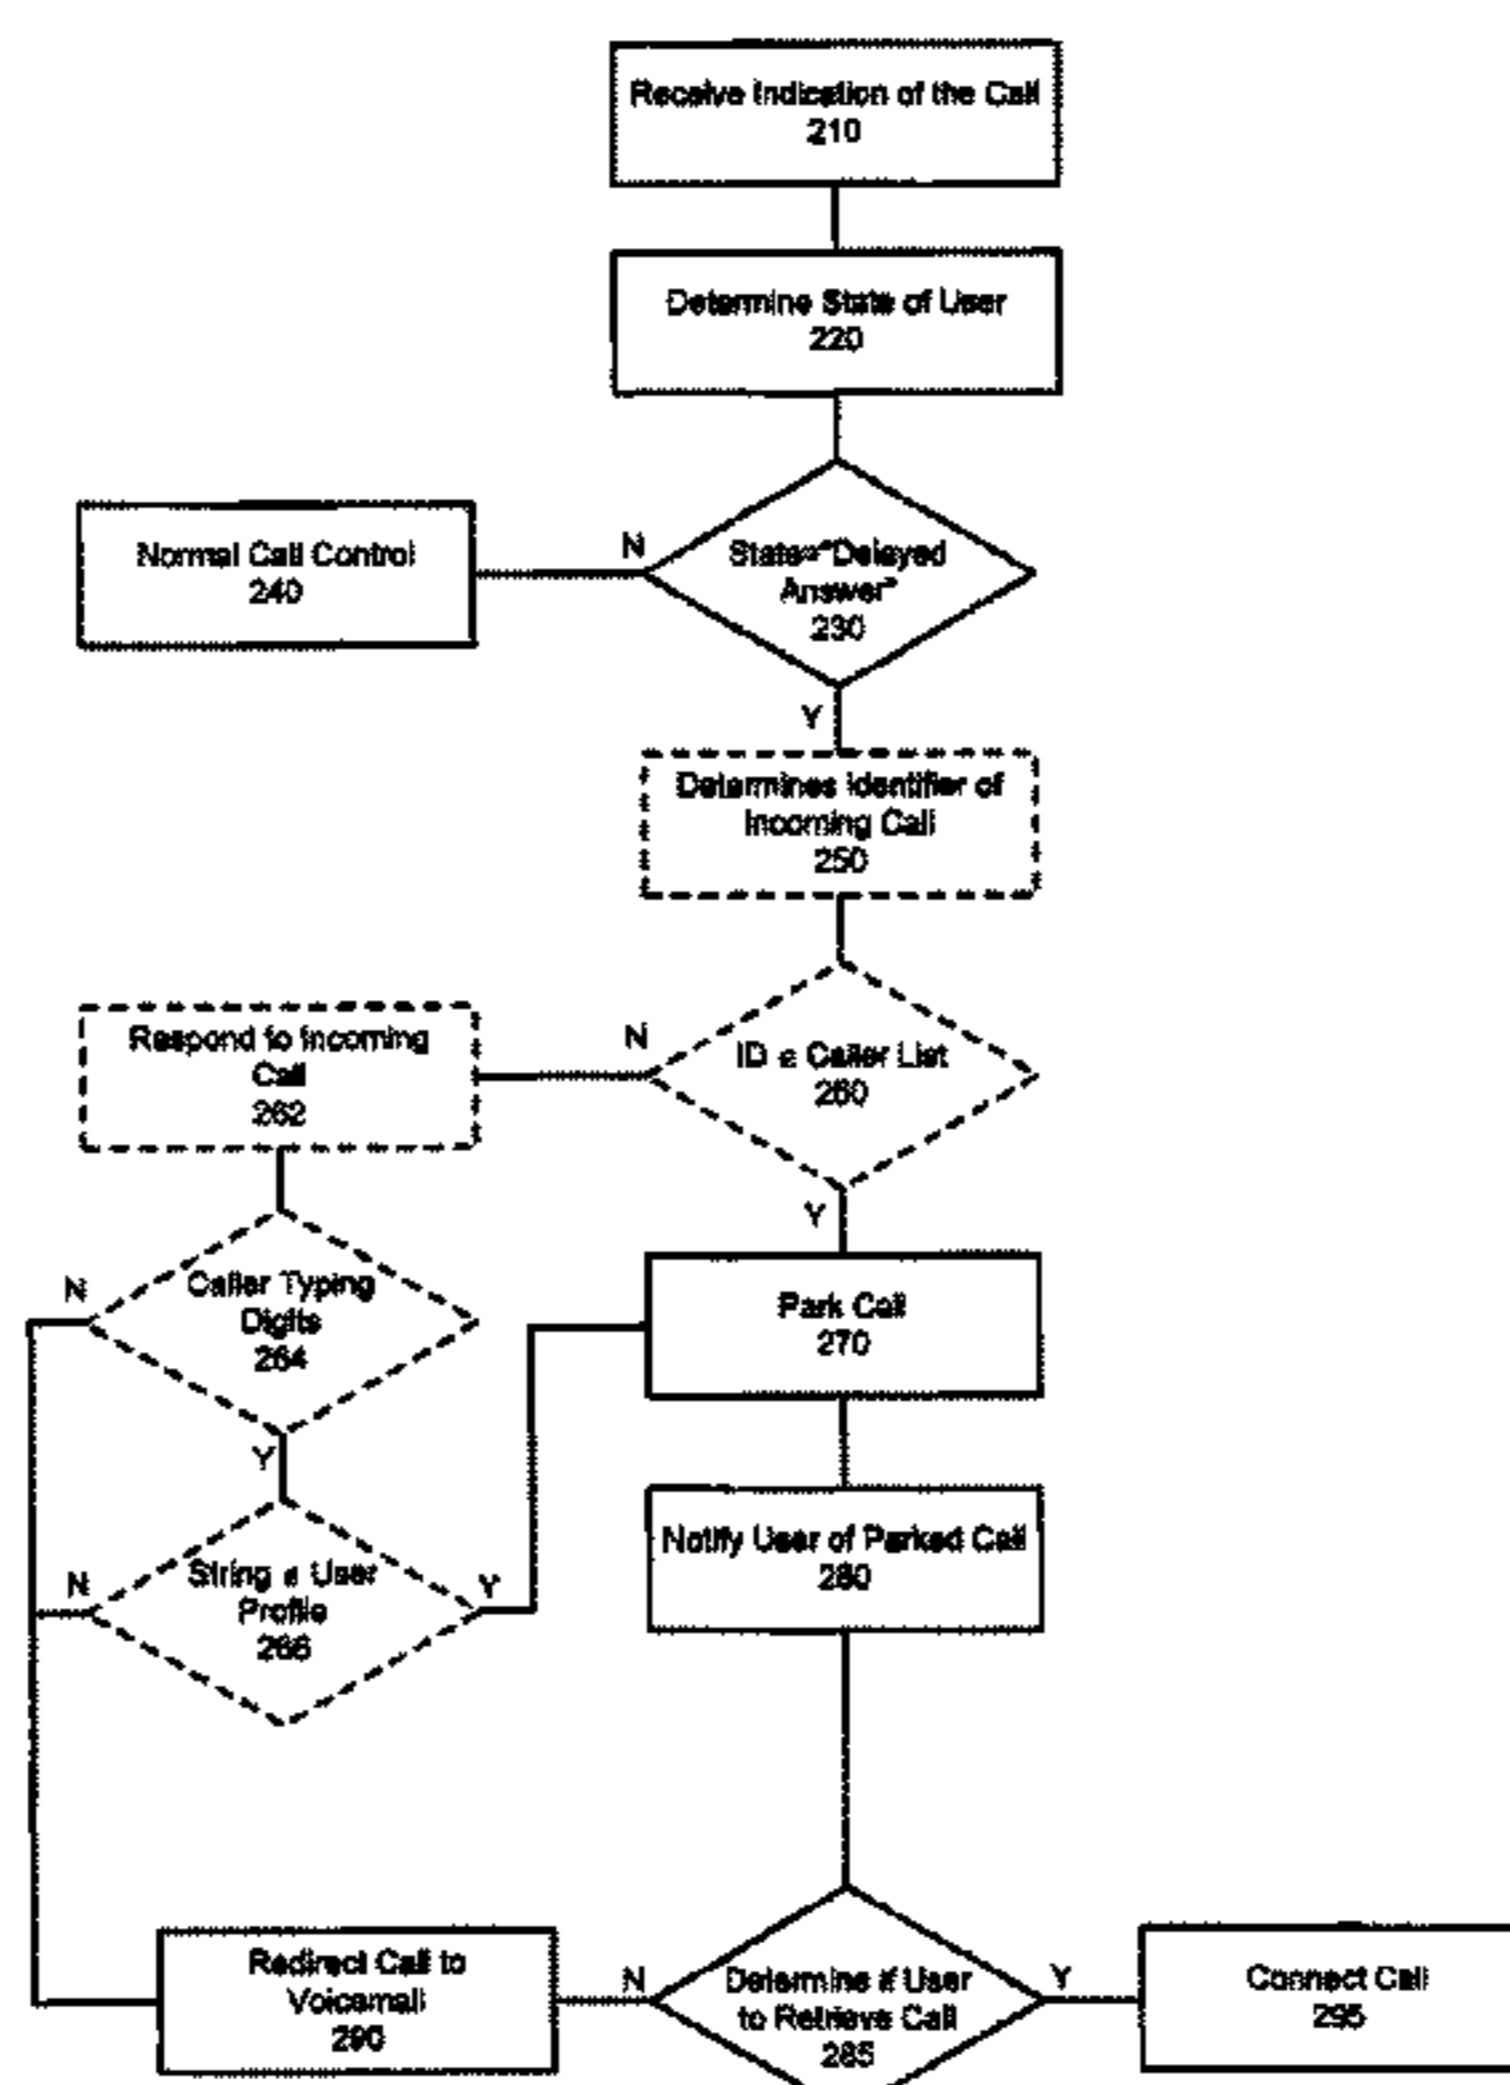 Receive Indication of the Call
210
Determine State of User
220
State="Delayed
Answer"
230
N
Normal Call Control
240
Y
Determines Identifier of
Incoming Call
250
ID ∈ Caller List
260
N
Respond to Incoming
Call
262
Y
Caller Typing
Digits
264
N
Y
Park Call
270
String ∈ User
Profile
266
N
Y
Notify User of Parked Call
280
Determine if User
to Retrieve Call
285
N
Redirect Call to
Voicemail
290
Y
Connect Call
295